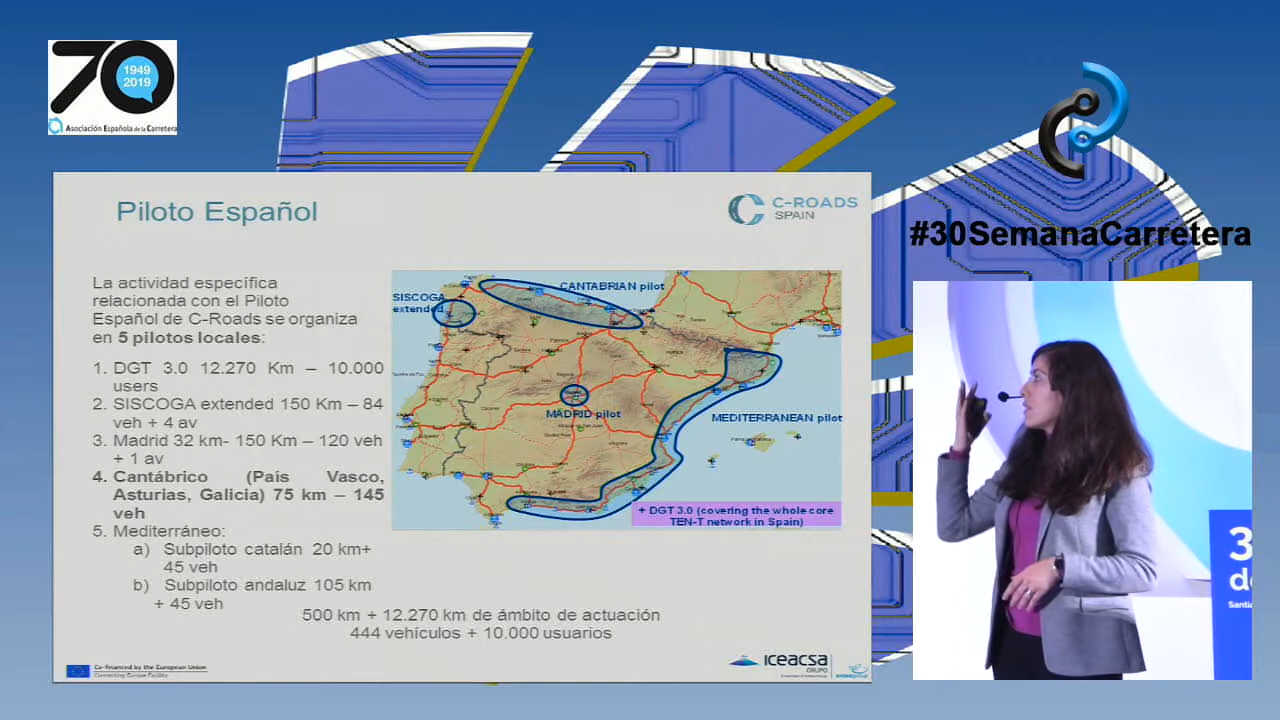 70
1949
2019
Asociación Española de la Carretera
Piloto Español
C-ROADS
SPAIN
#30SemanaCarretera
La actividad específica
relacionada con el Piloto
Español de C-Roads se organiza
en 5 pilotos locales:
1. DGT 3.0 12.270 Km – 10.000
users
2. SISCOGA extended 150 Km – 84
veh + 4 av
3. Madrid 32 km- 150 Km – 120 veh
+ 1 av
4. Cantábrico (País Vasco,
Asturias, Galicia) 75 km – 145
veh
5. Mediterráneo:
a) Subpiloto catalán 20 km+
45 veh
b) Subpiloto andaluz 105 km
+ 45 veh
CANTABRIAN pilot
SISCOGA
extended
MADRID pilot
MEDITERRANEAN pilot
+ DGT 3.0 (covering the whole core
TEN-T network in Spain)
500 km + 12.270 km de ámbito de actuación
444 vehículos + 10.000 usuarios
Co-financed by the European Union
Connecting Europe Facility
ICEACSA
GRUPO
3
de
Santia